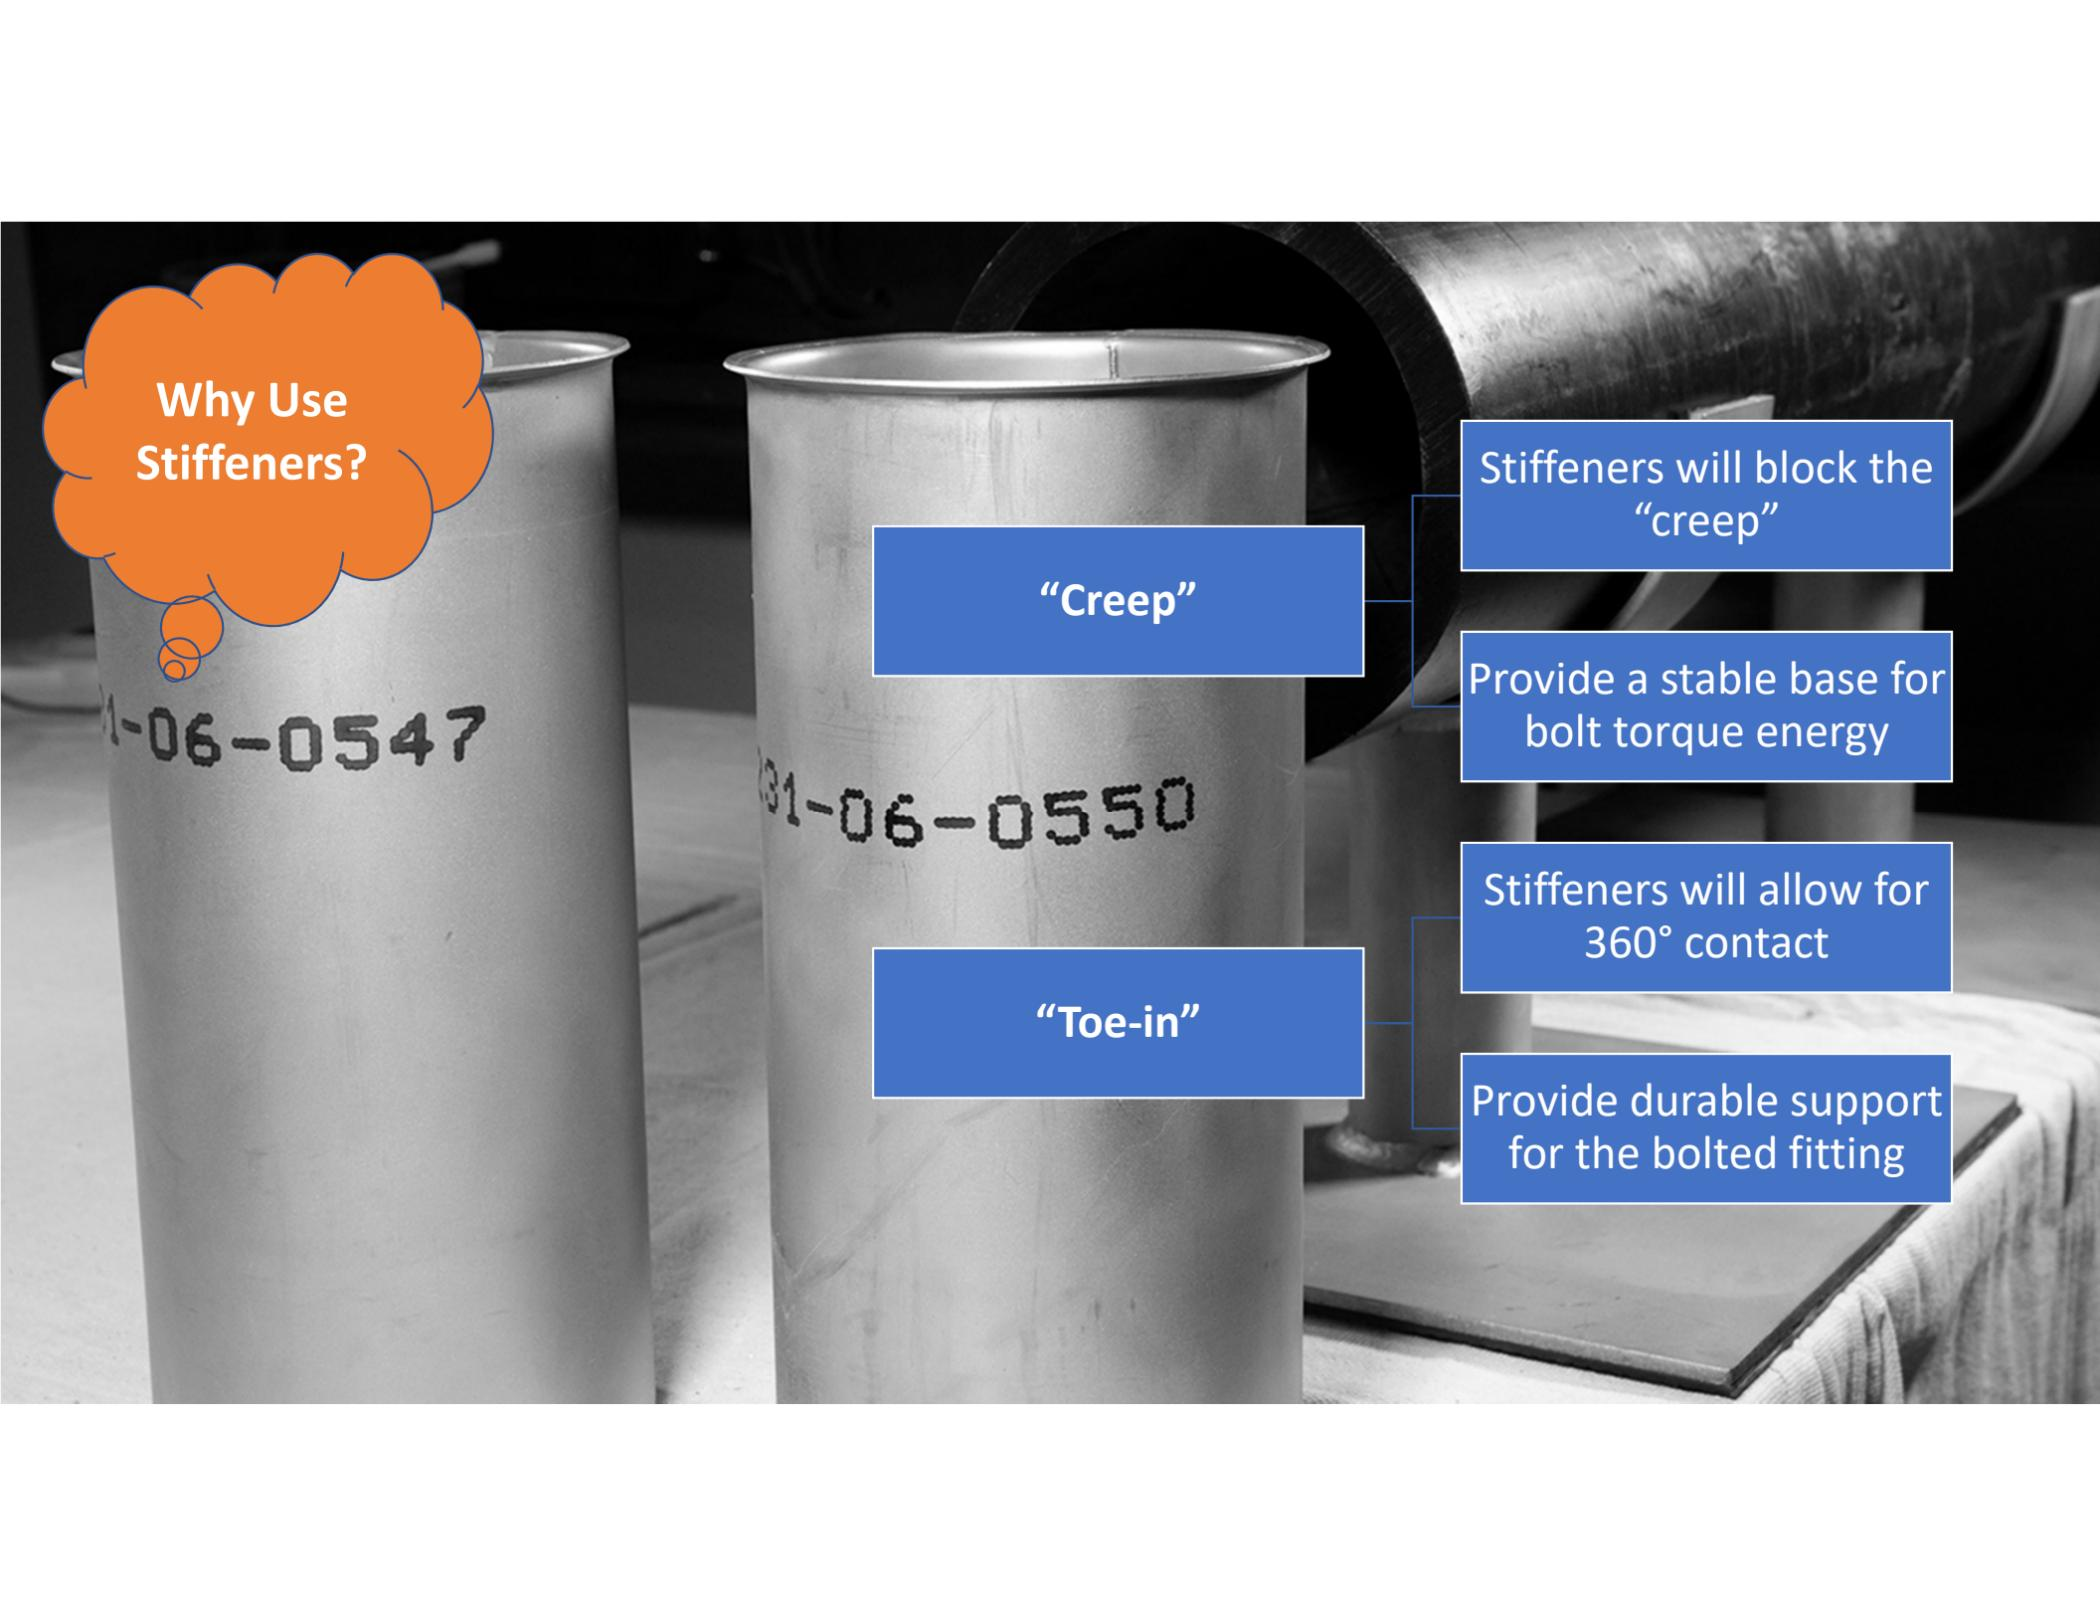 Why Use
Stiffeners?
1-06-0547
31-06-0550
“Creep”
Stiffeners will block the
“creep”
Provide a stable base for
bolt torque energy
“Toe-in”
Stiffeners will allow for
360° contact
Provide durable support
for the bolted fitting